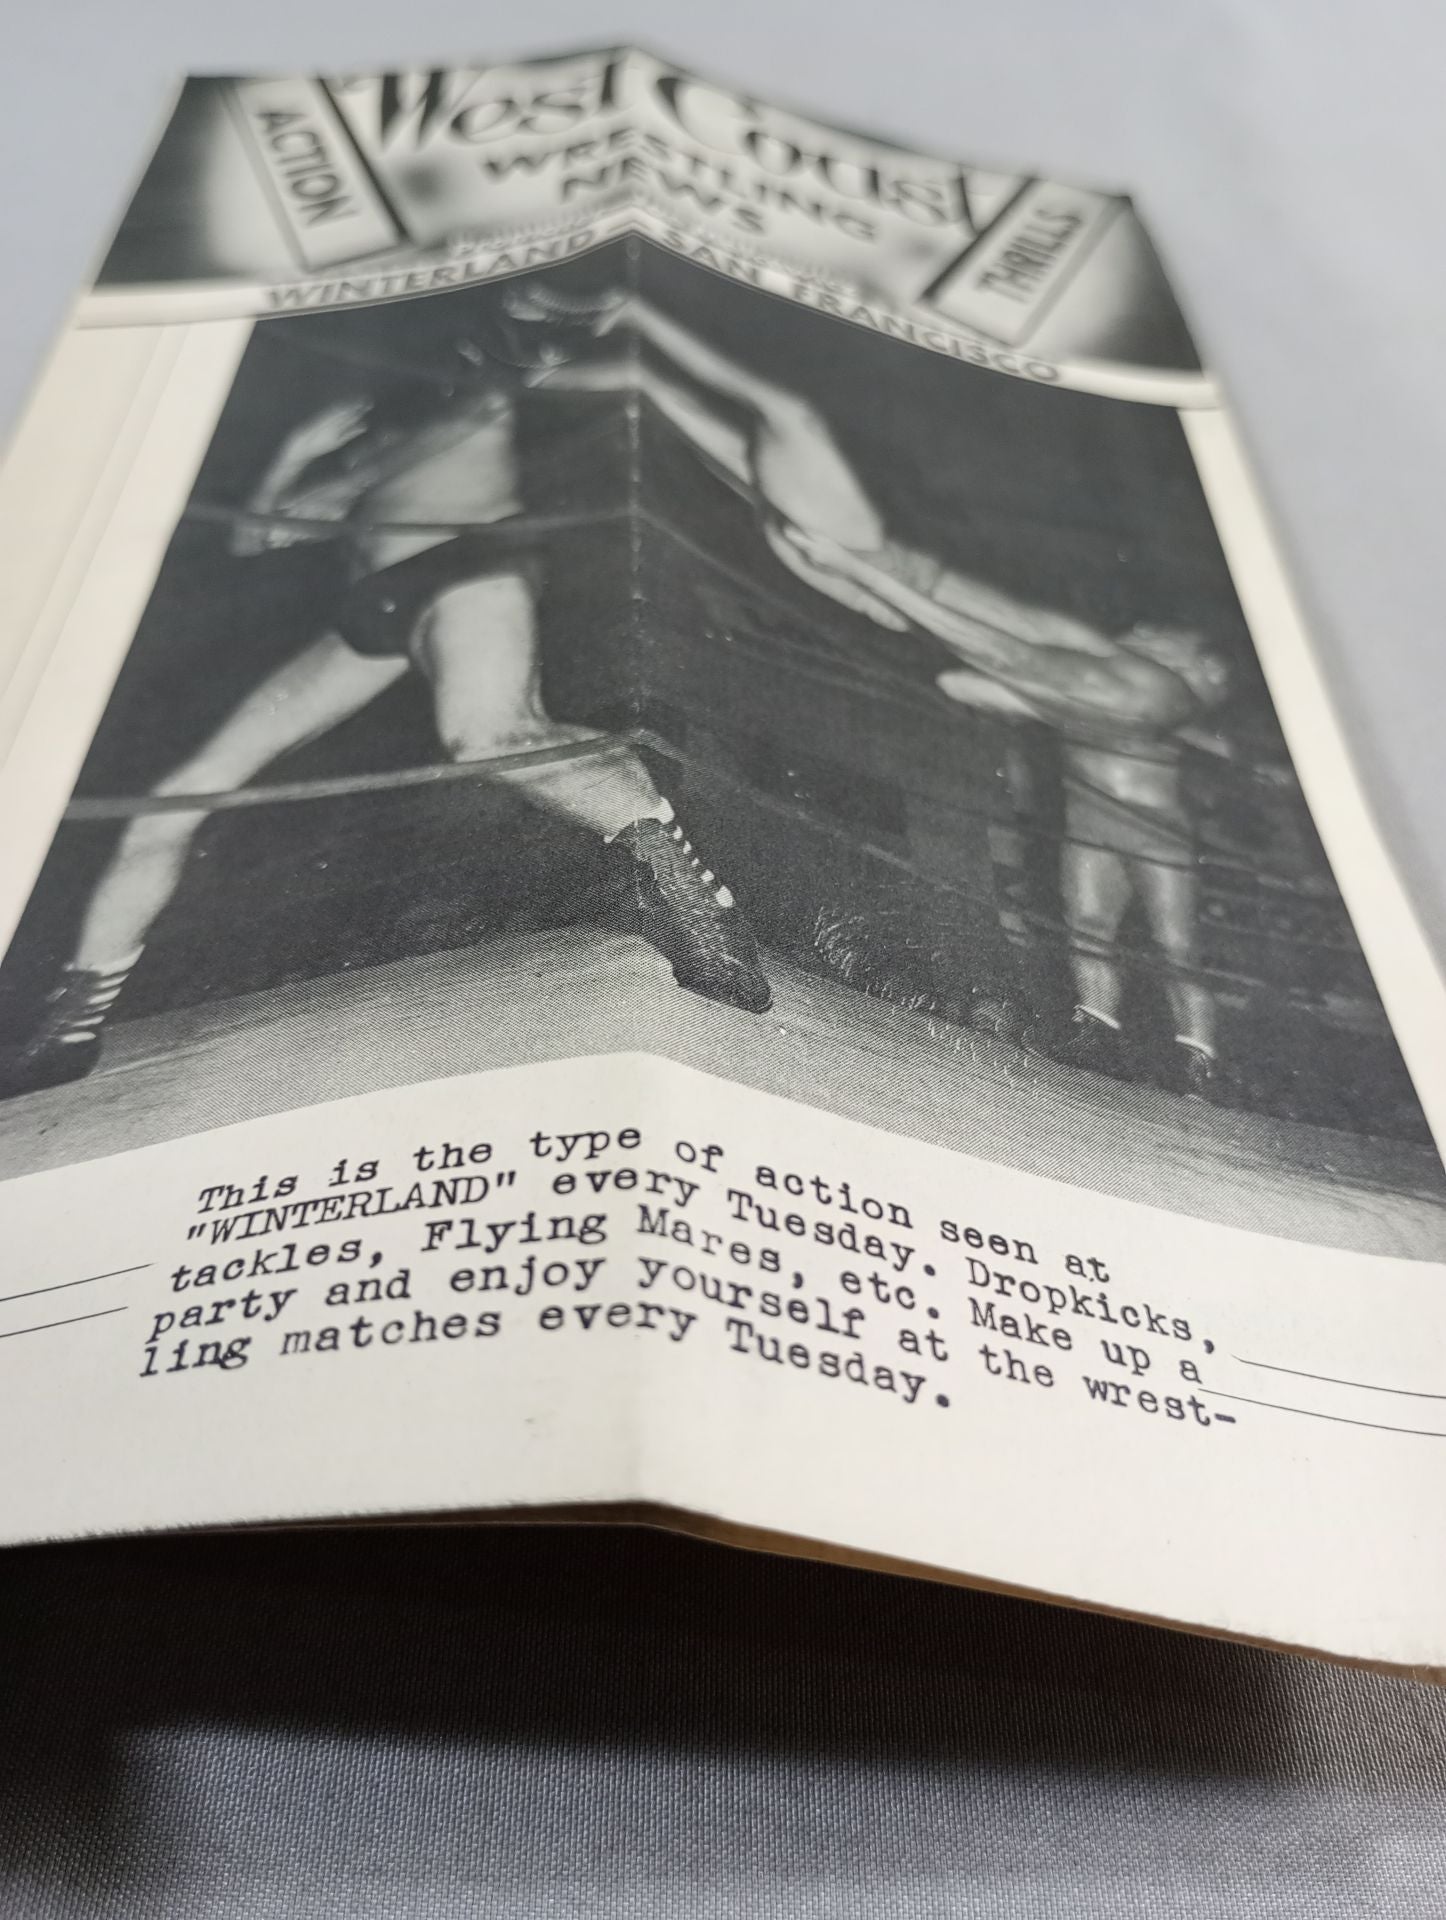 ACTION
West Coast
WRESTLING
NEWS
THRILLS
WINTERLAND - SAN FRANCISCO
This is the type of action seen at
"WINTERLAND" every Tuesday. Dropkicks,
tackles, Flying Mares, etc. Make up a
party and enjoy yourself at the wrest-
ling matches every Tuesday.